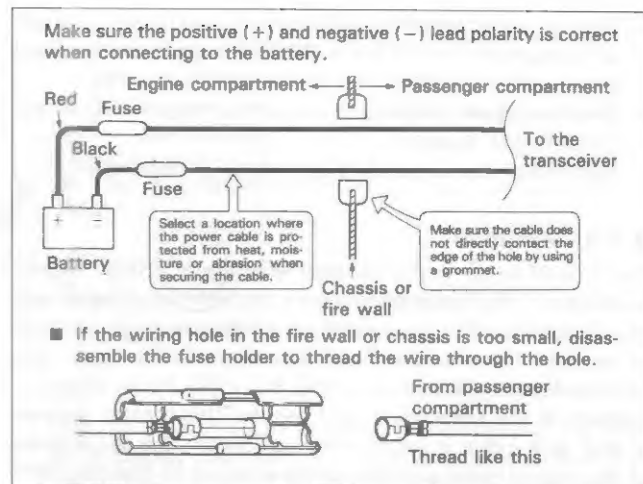 Make sure the positive (+) and negative (−) lead polarity is correct
when connecting to the battery.
Engine compartment
Passenger compartment
Red
Fuse
To the
transceiver
Black
Fuse
+
−
Battery
Select a location where
the power cable is pro-
tected from heat, mois-
ture or abrasion when
securing the cable.
Make sure the cable does
not directly contact the
edge of the hole by using
a grommet.
Chassis or
fire wall
■ If the wiring hole in the fire wall or chassis is too small, disas-
semble the fuse holder to thread the wire through the hole.
From passenger
compartment
Thread like this